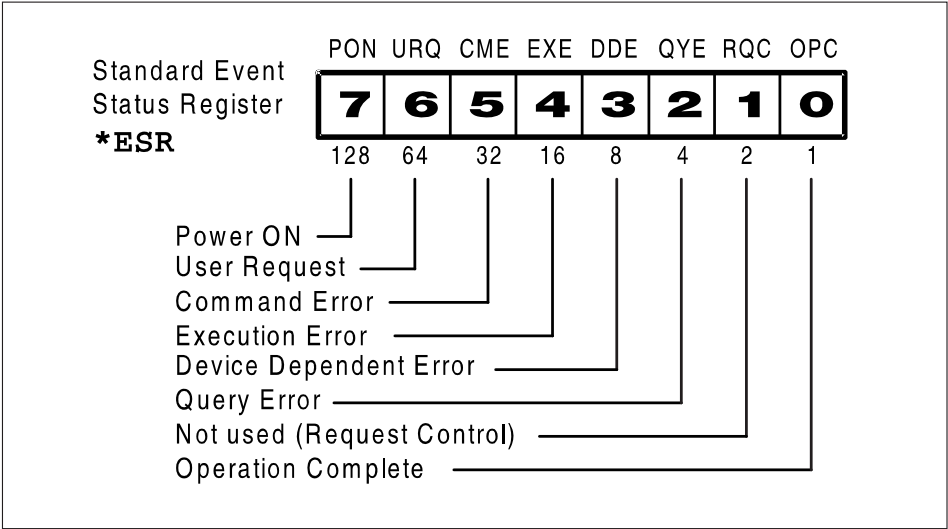 PON URQ CME EXE DDE QYE RQC OPC
Standard Event
Status Register
*ESR
7 6 5 4 3 2 1 0
128 64 32 16 8 4 2 1
Power ON
User Request
Command Error
Execution Error
Device Dependent Error
Query Error
Not used (Request Control)
Operation Complete